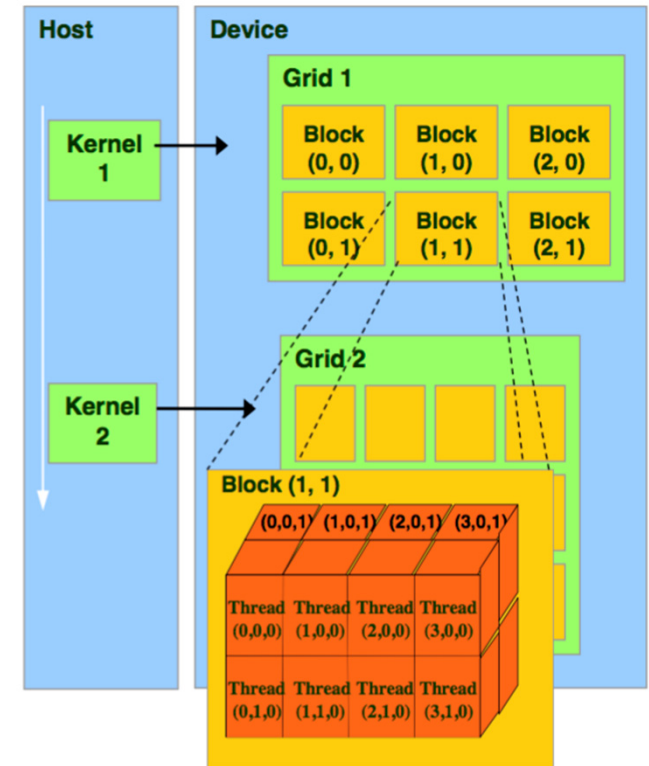 Host
Device
Grid 1
Kernel
1
Block
(0, 0)
Block
(1, 0)
Block
(2, 0)
Block
(0, 1)
Block
(1, 1)
Block
(2, 1)
Grid 2
Kernel
2
Block (1, 1)
(0,0,1) (1,0,1) (2,0,1) (3,0,1)
Thread Thread Thread Thread
(0,0,0) (1,0,0) (2,0,0) (3,0,0)
Thread Thread Thread Thread
(0,1,0) (1,1,0) (2,1,0) (3,1,0)